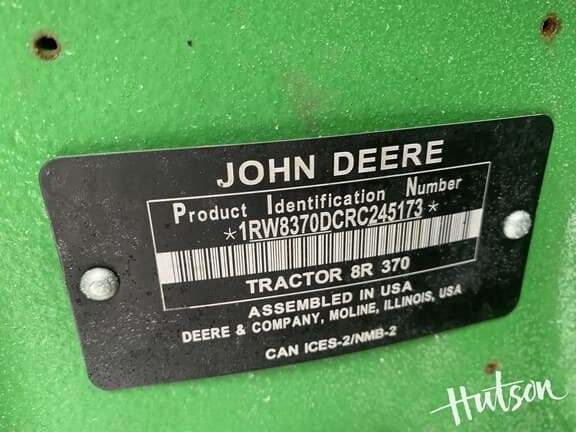 JOHN DEERE
Product Identification Number
*1RW8370DCRC245173*
TRACTOR 8R 370
ASSEMBLED IN USA
DEERE & COMPANY, MOLINE, ILLINOIS, USA
CAN ICES-2/NMB-2
Hutson